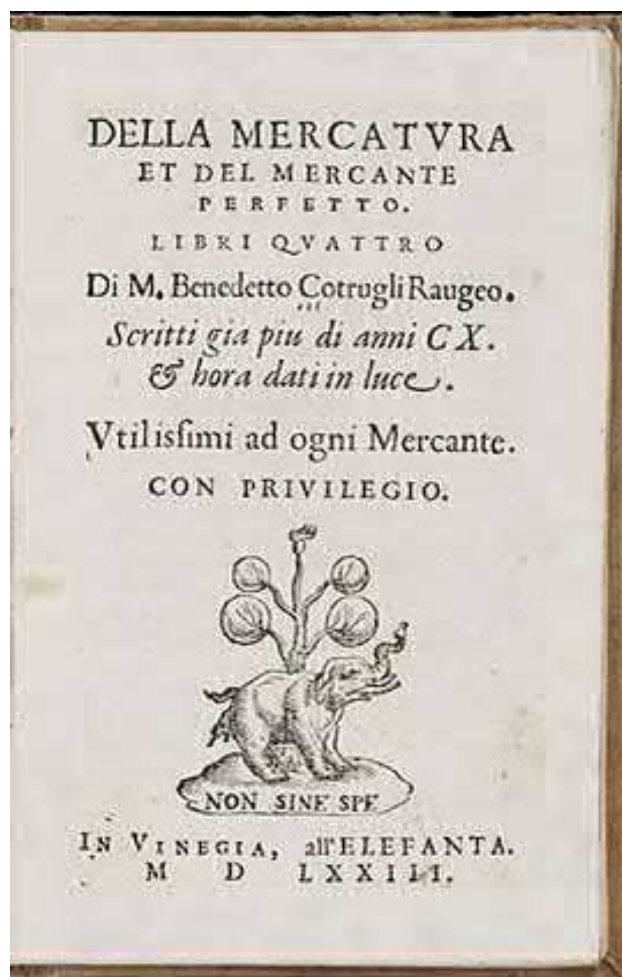 DELLA MERCATVRA
ET DEL MERCANTE
PERFETTO.
LIBRI QVATTRO
Di M. Benedetto Cotrugli Raugeo.
Scritti gia piu di anni CX.
& hora dati in luce.
Vtilissimi ad ogni Mercante.
CON PRIVILEGIO.
NON SINE SPE
IN VINEGIA, all'ELEFANTA.
M D LXXIII.